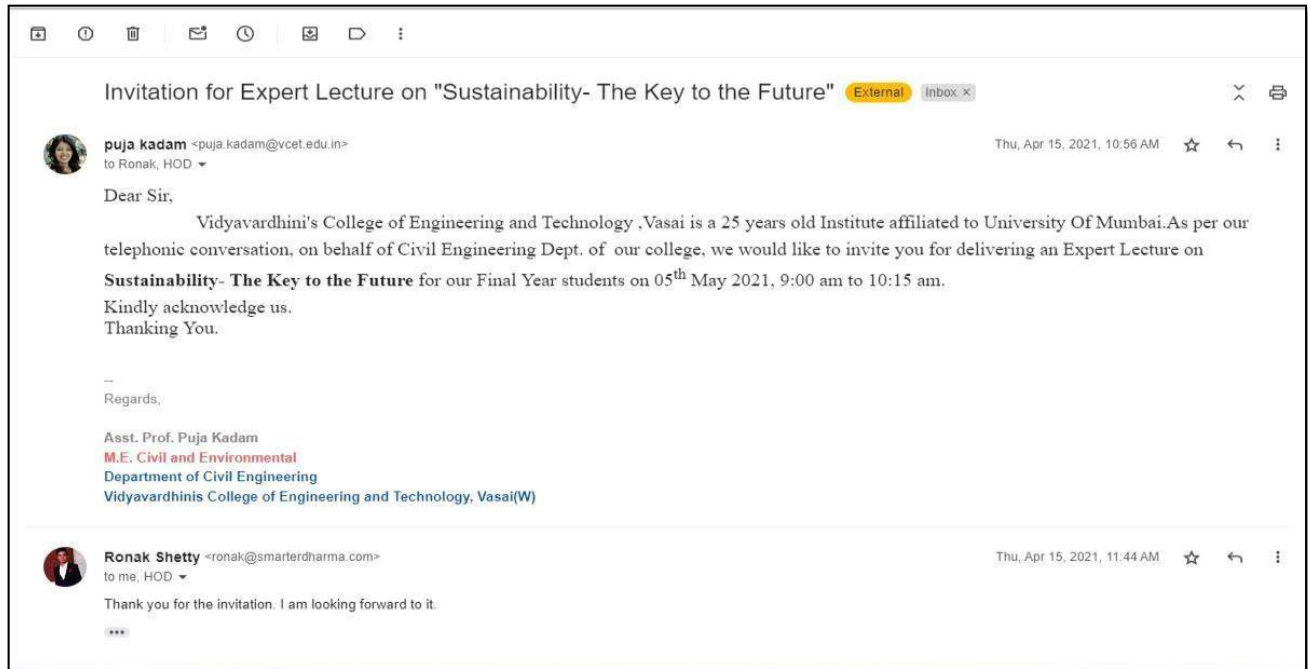 Invitation for Expert Lecture on "Sustainability- The Key to the Future" External Inbox ×
puja kadam <puja.kadam@vcet.edu.in> Thu, Apr 15, 2021, 10:56 AM
to Ronak, HOD
Dear Sir,
Vidyavardhini's College of Engineering and Technology ,Vasai is a 25 years old Institute affiliated to University Of Mumbai.As per our
telephonic conversation, on behalf of Civil Engineering Dept. of our college, we would like to invite you for delivering an Expert Lecture on
Sustainability- The Key to the Future for our Final Year students on 05th May 2021, 9:00 am to 10:15 am.
Kindly acknowledge us.
Thanking You.
--
Regards,
Asst. Prof. Puja Kadam
M.E. Civil and Environmental
Department of Civil Engineering
Vidyavardhinis College of Engineering and Technology, Vasai(W)
Ronak Shetty <ronak@smarterdharma.com> Thu, Apr 15, 2021, 11:44 AM
to me, HOD
Thank you for the invitation. I am looking forward to it.